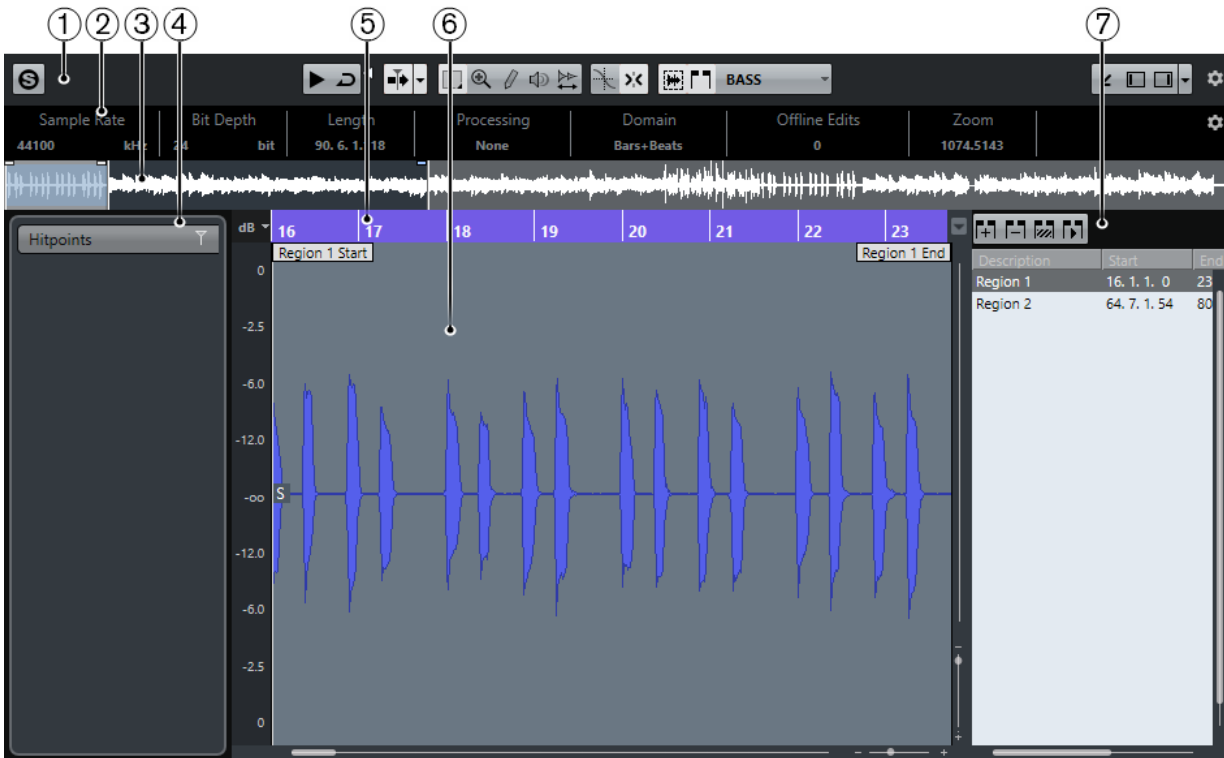 1 2 3 4 5 6 7
S BASS
Sample Rate Bit Depth Length Processing Domain Offline Edits Zoom
44100 kHz 24 bit 90. 6. 1. 18 None Bars+Beats 0 1074.5143
Hitpoints
dB 16 17 18 19 20 21 22 23
Region 1 Start Region 1 End
0
-2.5
-6.0
-12.0
-oo S
-12.0
-6.0
-2.5
0
Description Start End
Region 1 16. 1. 1. 0 23
Region 2 64. 7. 1. 54 80